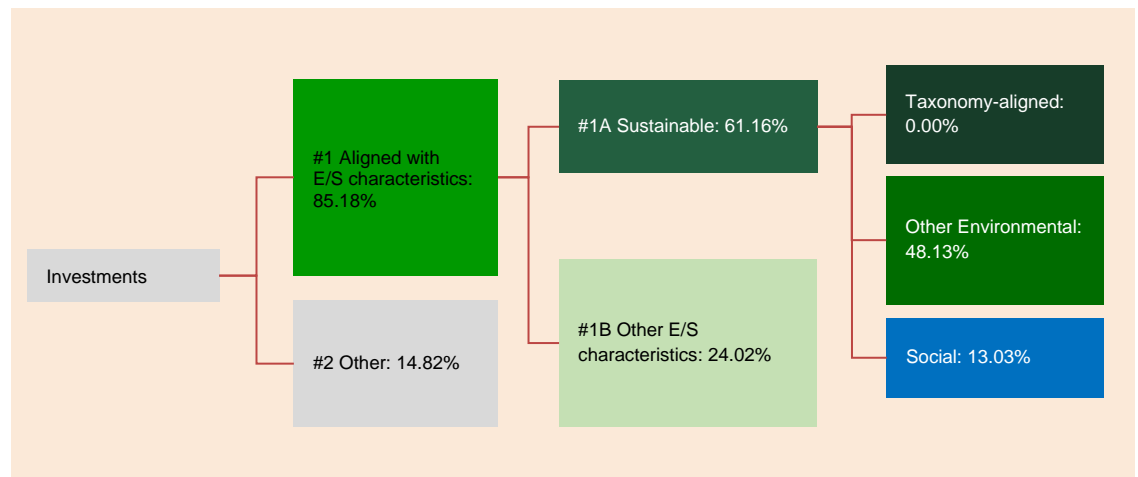 Investments
#1 Aligned with
E/S characteristics:
85.18%
#2 Other: 14.82%
#1A Sustainable: 61.16%
#1B Other E/S
characteristics: 24.02%
Taxonomy-aligned:
0.00%
Other Environmental:
48.13%
Social: 13.03%